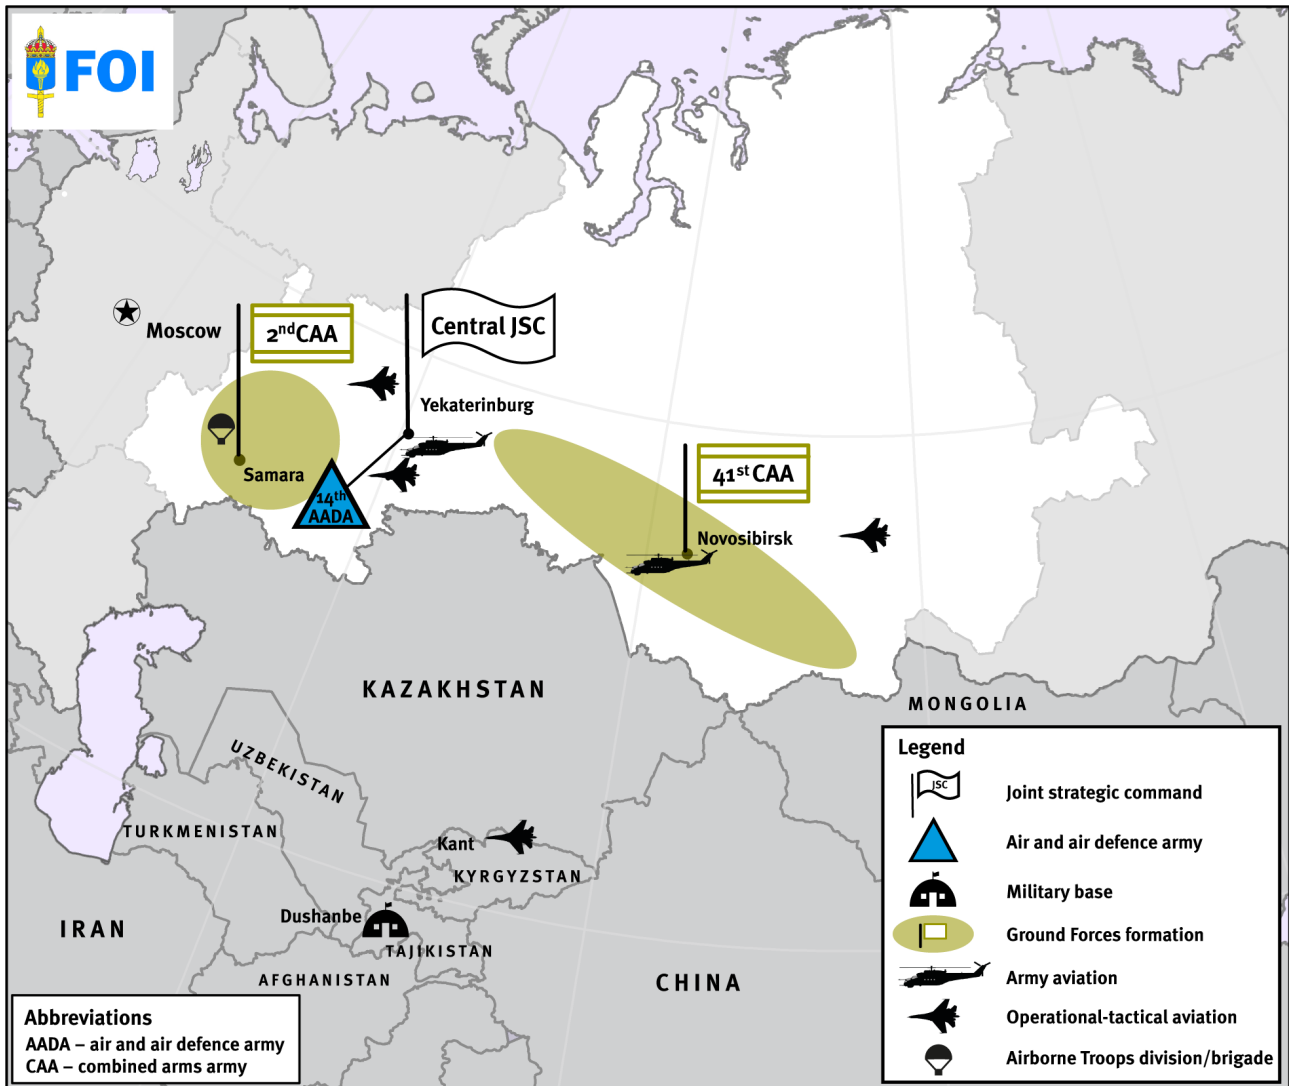 FOI
Moscow
2nd CAA
Central JSC
Yekaterinburg
Samara
14th
AADA
41st CAA
Novosibirsk
KAZAKHSTAN
MONGOLIA
UZBEKISTAN
TURKMENISTAN
Kant
KYRGYZSTAN
Dushanbe
TAJIKISTAN
IRAN
AFGHANISTAN
CHINA
Legend
JSC
Joint strategic command
Air and air defence army
Military base
Ground Forces formation
Army aviation
Operational-tactical aviation
Airborne Troops division/brigade
Abbreviations
AADA – air and air defence army
CAA – combined arms army